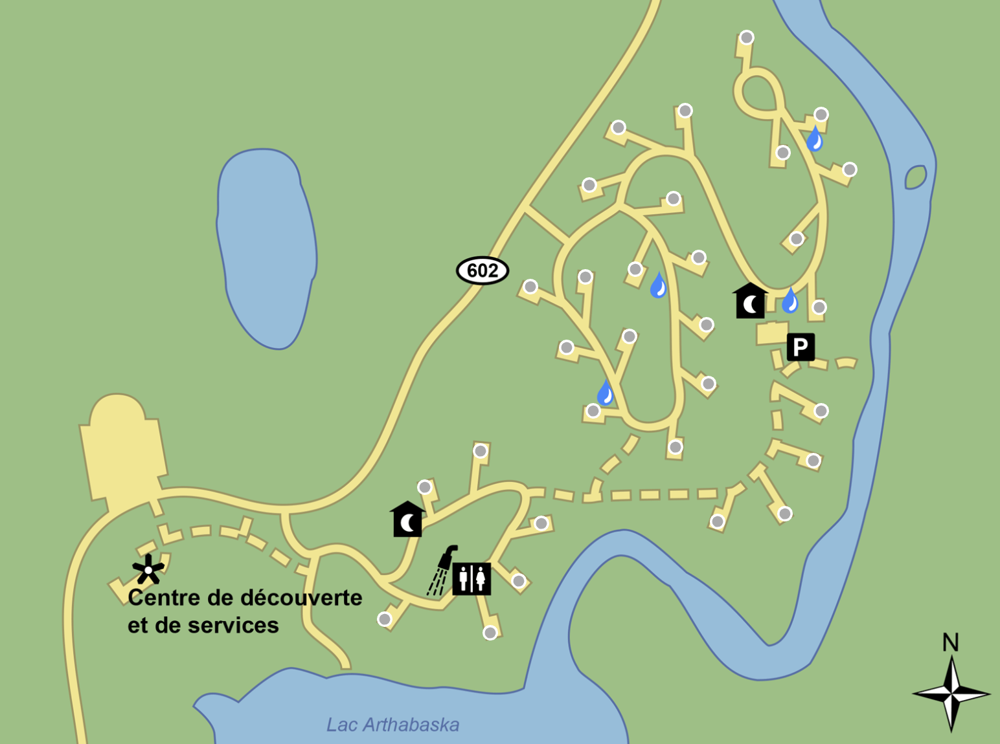 602
P
Centre de découverte
et de services
N
Lac Arthabaska